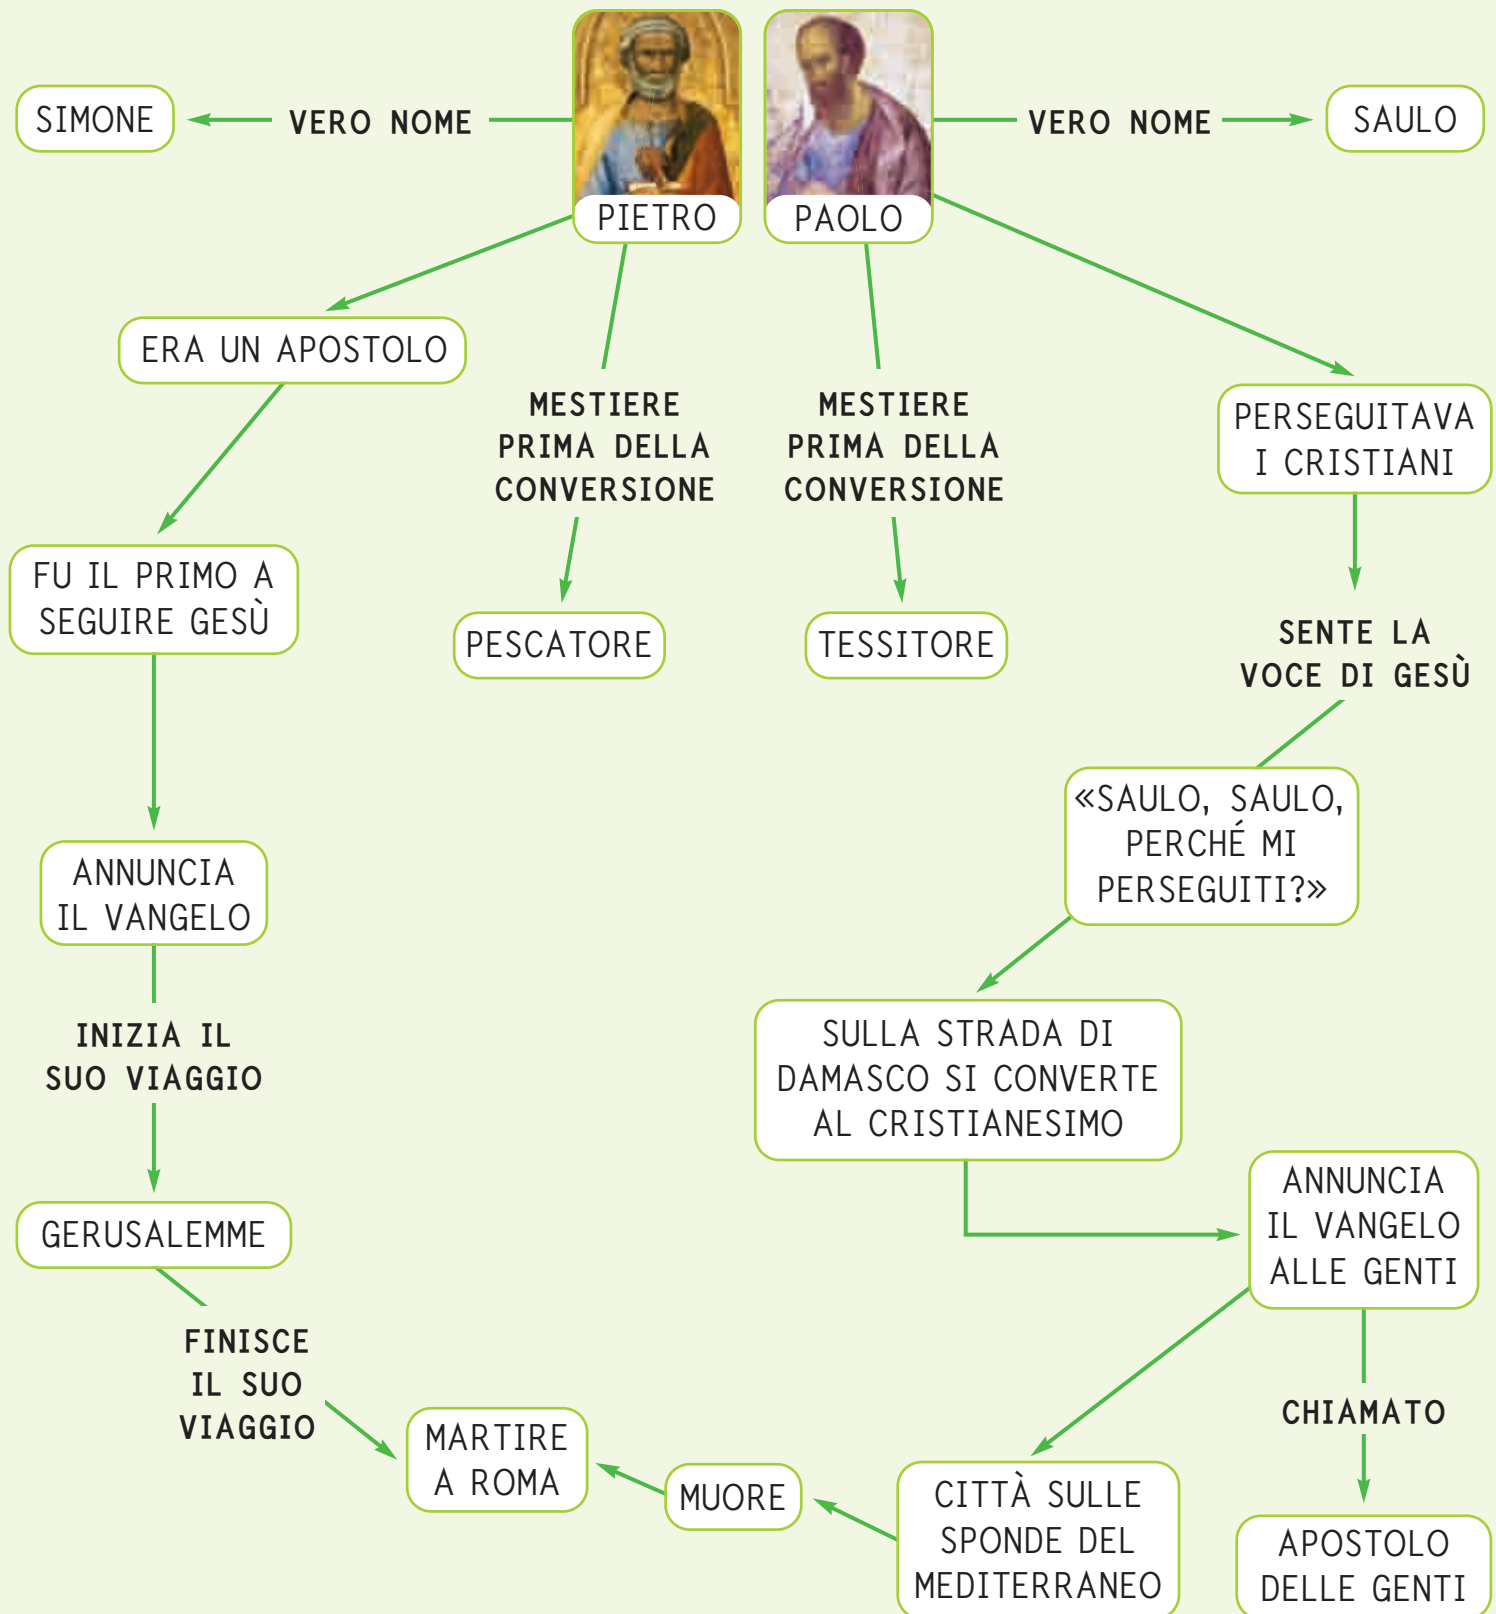 SIMONE
VERO NOME
PIETRO
PAOLO
VERO NOME
SAULO
ERA UN APOSTOLO
MESTIERE
PRIMA DELLA
CONVERSIONE
MESTIERE
PRIMA DELLA
CONVERSIONE
PERSEGUITAVA
I CRISTIANI
FU IL PRIMO A
SEGUIRE GESÙ
PESCATORE
TESSITORE
SENTE LA
VOCE DI GESÙ
«SAULO, SAULO,
PERCHÉ MI
PERSEGUITI?»
ANNUNCIA
IL VANGELO
INIZIA IL
SUO VIAGGIO
SULLA STRADA DI
DAMASCO SI CONVERTE
AL CRISTIANESIMO
GERUSALEMME
ANNUNCIA
IL VANGELO
ALLE GENTI
FINISCE
IL SUO
VIAGGIO
MARTIRE
A ROMA
MUORE
CITTÀ SULLE
SPONDE DEL
MEDITERRANEO
CHIAMATO
APOSTOLO
DELLE GENTI